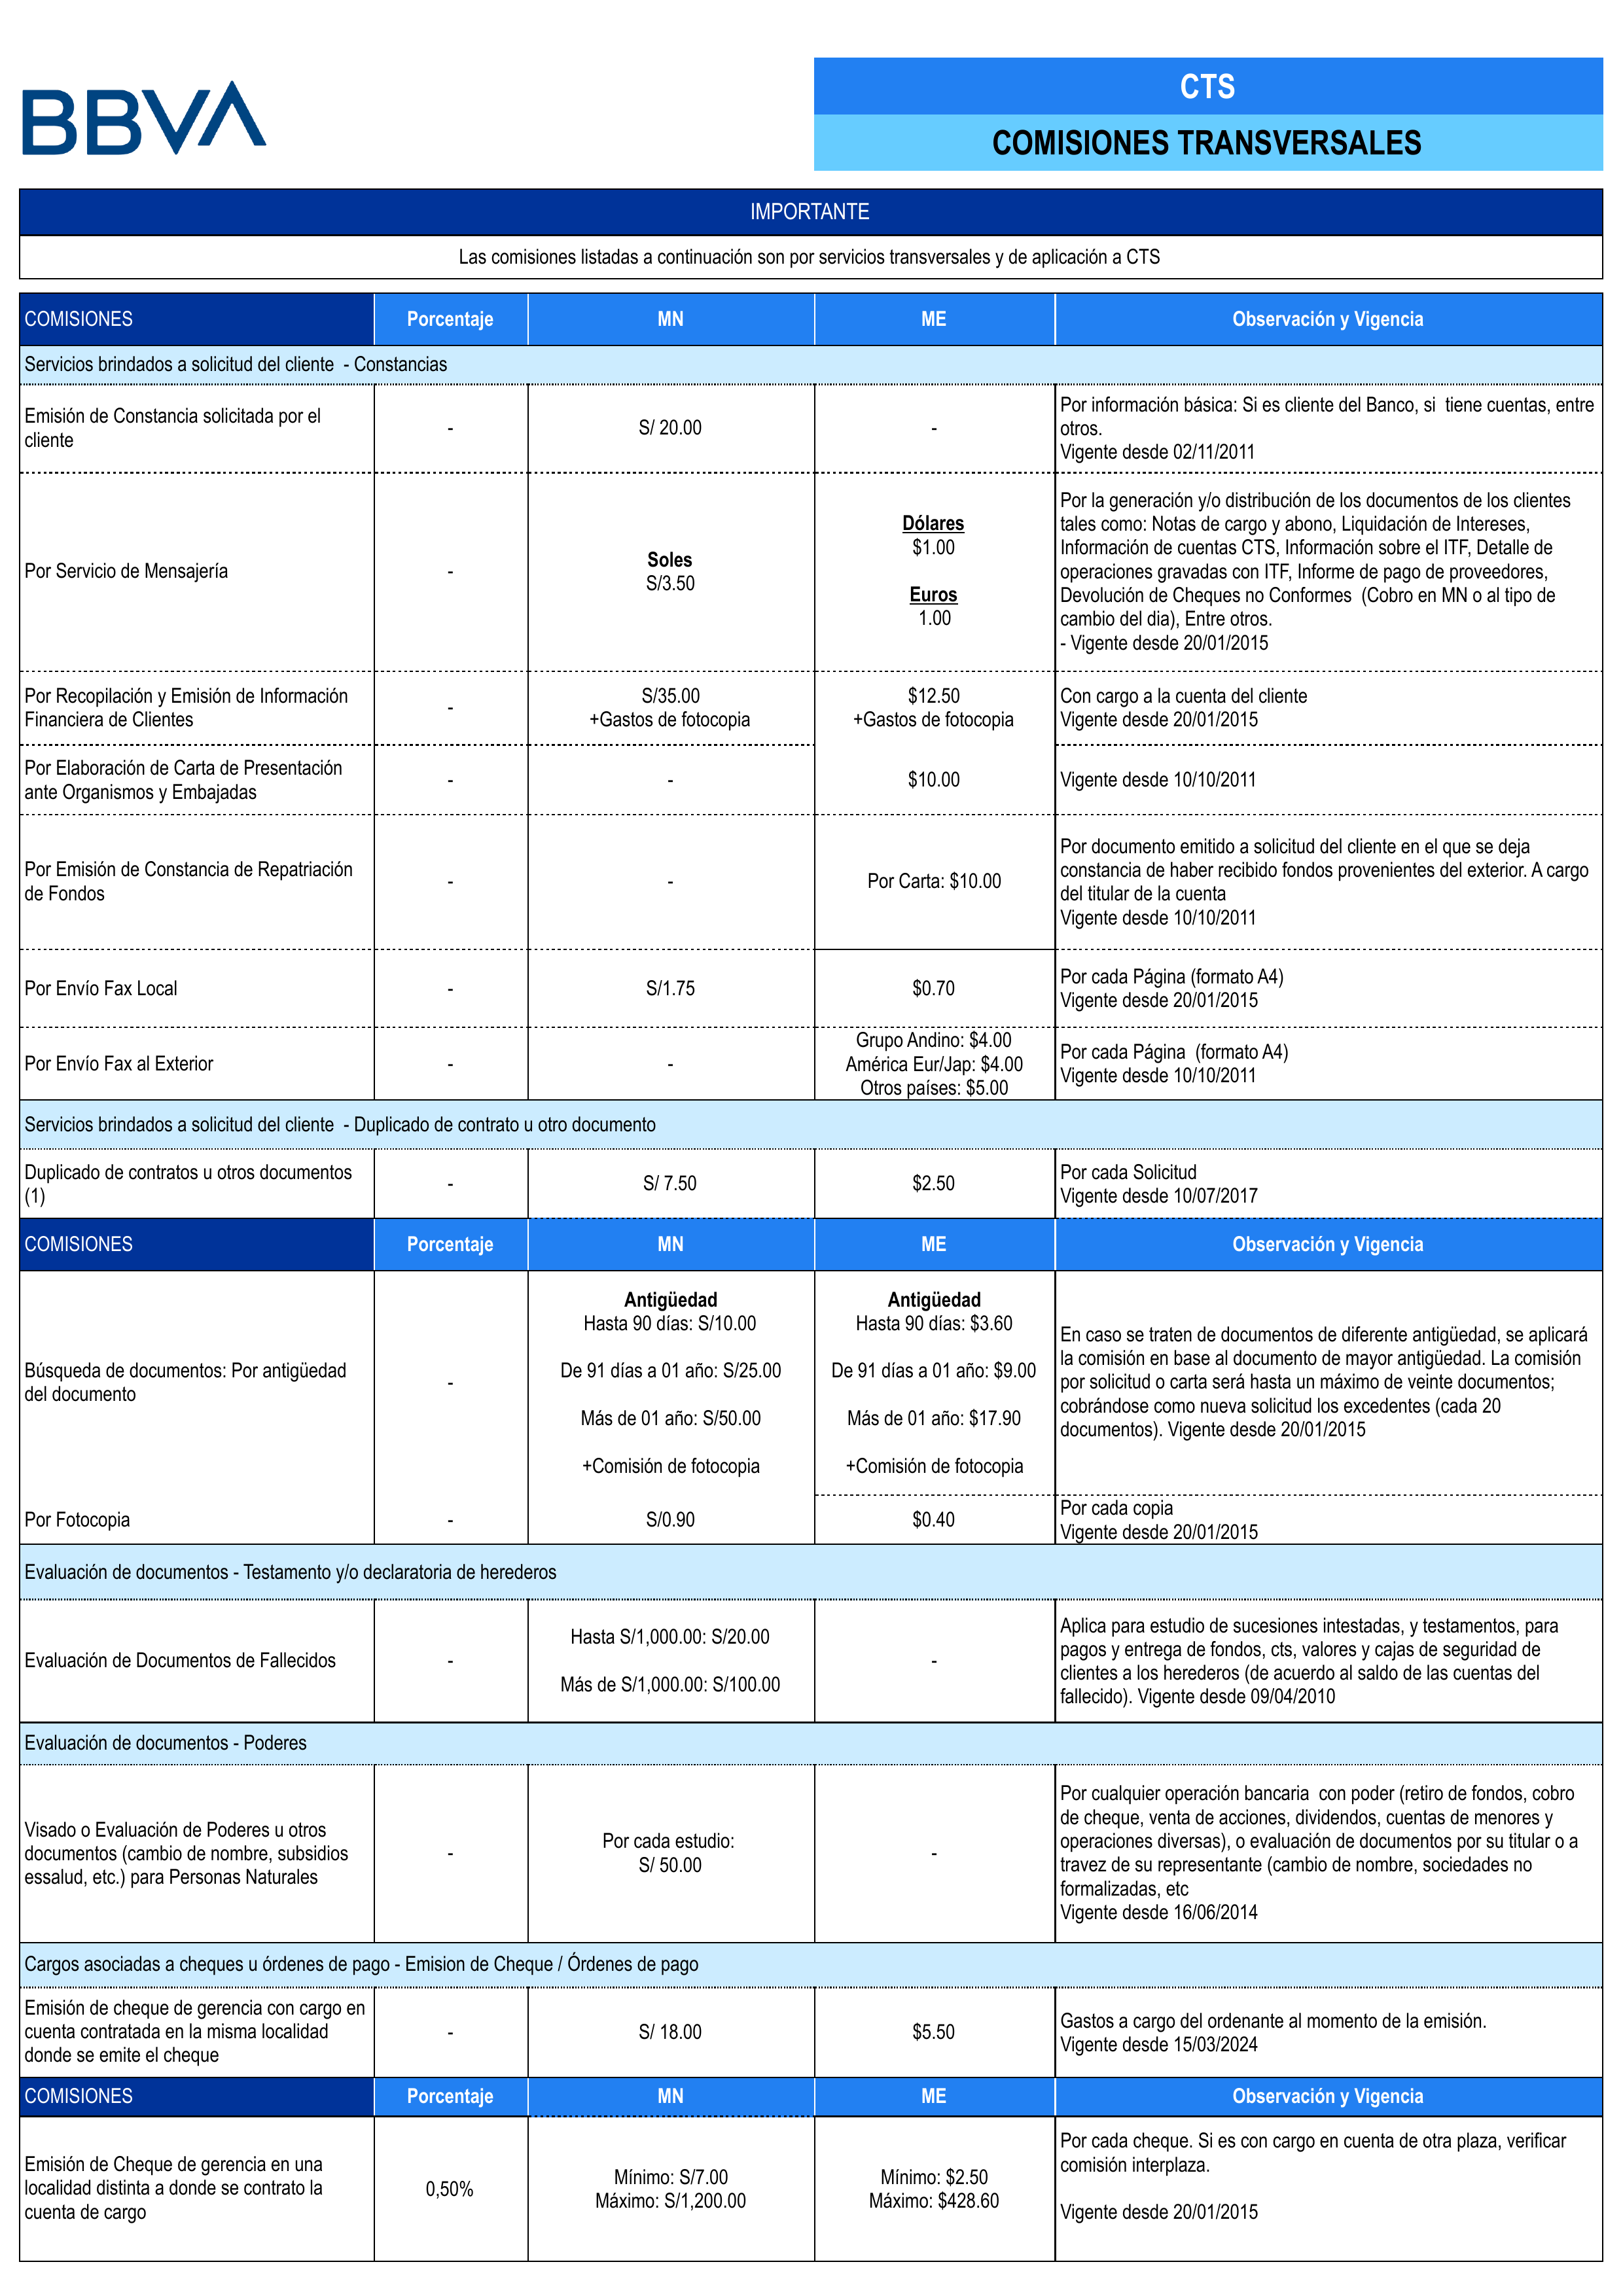 BBVA
CTS
COMISIONES TRANSVERSALES
IMPORTANTE
Las comisiones listadas a continuación son por servicios transversales y de aplicación a CTS
COMISIONES Porcentaje MN ME Observación y Vigencia
Servicios brindados a solicitud del cliente - Constancias
Emisión de Constancia solicitada por el
cliente
-
S/ 20.00
-
Por información básica: Si es cliente del Banco, si tiene cuentas, entre
otros.
Vigente desde 02/11/2011
Por Servicio de Mensajería
-
Soles
S/3.50
Dólares
$1.00
Euros
1.00
Por la generación y/o distribución de los documentos de los clientes
tales como: Notas de cargo y abono, Liquidación de Intereses,
Información de cuentas CTS, Información sobre el ITF, Detalle de
operaciones gravadas con ITF, Informe de pago de proveedores,
Devolución de Cheques no Conformes (Cobro en MN o al tipo de
cambio del dia), Entre otros.
- Vigente desde 20/01/2015
Por Recopilación y Emisión de Información
Financiera de Clientes
-
S/35.00
+Gastos de fotocopia
$12.50
+Gastos de fotocopia
Con cargo a la cuenta del cliente
Vigente desde 20/01/2015
Por Elaboración de Carta de Presentación
ante Organismos y Embajadas
-
-
$10.00
Vigente desde 10/10/2011
Por Emisión de Constancia de Repatriación
de Fondos
-
-
Por Carta: $10.00
Por documento emitido a solicitud del cliente en el que se deja
constancia de haber recibido fondos provenientes del exterior. A cargo
del titular de la cuenta
Vigente desde 10/10/2011
Por Envío Fax Local
-
S/1.75
$0.70
Por cada Página (formato A4)
Vigente desde 20/01/2015
Por Envío Fax al Exterior
-
-
Grupo Andino: $4.00
América Eur/Jap: $4.00
Otros países: $5.00
Por cada Página (formato A4)
Vigente desde 10/10/2011
Servicios brindados a solicitud del cliente - Duplicado de contrato u otro documento
Duplicado de contratos u otros documentos
(1)
-
S/ 7.50
$2.50
Por cada Solicitud
Vigente desde 10/07/2017
COMISIONES Porcentaje MN ME Observación y Vigencia
Búsqueda de documentos: Por antigüedad
del documento
-
Antigüedad
Hasta 90 días: S/10.00
De 91 días a 01 año: S/25.00
Más de 01 año: S/50.00
+Comisión de fotocopia
Antigüedad
Hasta 90 días: $3.60
De 91 días a 01 año: $9.00
Más de 01 año: $17.90
+Comisión de fotocopia
En caso se traten de documentos de diferente antigüedad, se aplicará
la comisión en base al documento de mayor antigüedad. La comisión
por solicitud o carta será hasta un máximo de veinte documentos;
cobrándose como nueva solicitud los excedentes (cada 20
documentos). Vigente desde 20/01/2015
Por Fotocopia
-
S/0.90
$0.40
Por cada copia
Vigente desde 20/01/2015
Evaluación de documentos - Testamento y/o declaratoria de herederos
Evaluación de Documentos de Fallecidos
-
Hasta S/1,000.00: S/20.00
Más de S/1,000.00: S/100.00
-
Aplica para estudio de sucesiones intestadas, y testamentos, para
pagos y entrega de fondos, cts, valores y cajas de seguridad de
clientes a los herederos (de acuerdo al saldo de las cuentas del
fallecido). Vigente desde 09/04/2010
Evaluación de documentos - Poderes
Visado o Evaluación de Poderes u otros
documentos (cambio de nombre, subsidios
essalud, etc.) para Personas Naturales
-
Por cada estudio:
S/ 50.00
-
Por cualquier operación bancaria con poder (retiro de fondos, cobro
de cheque, venta de acciones, dividendos, cuentas de menores y
operaciones diversas), o evaluación de documentos por su titular o a
travez de su representante (cambio de nombre, sociedades no
formalizadas, etc
Vigente desde 16/06/2014
Cargos asociadas a cheques u órdenes de pago - Emision de Cheque / Órdenes de pago
Emisión de cheque de gerencia con cargo en
cuenta contratada en la misma localidad
donde se emite el cheque
-
S/ 18.00
$5.50
Gastos a cargo del ordenante al momento de la emisión.
Vigente desde 15/03/2024
COMISIONES Porcentaje MN ME Observación y Vigencia
Emisión de Cheque de gerencia en una
localidad distinta a donde se contrato la
cuenta de cargo
0,50%
Mínimo: S/7.00
Máximo: S/1,200.00
Mínimo: $2.50
Máximo: $428.60
Por cada cheque. Si es con cargo en cuenta de otra plaza, verificar
comisión interplaza.
Vigente desde 20/01/2015